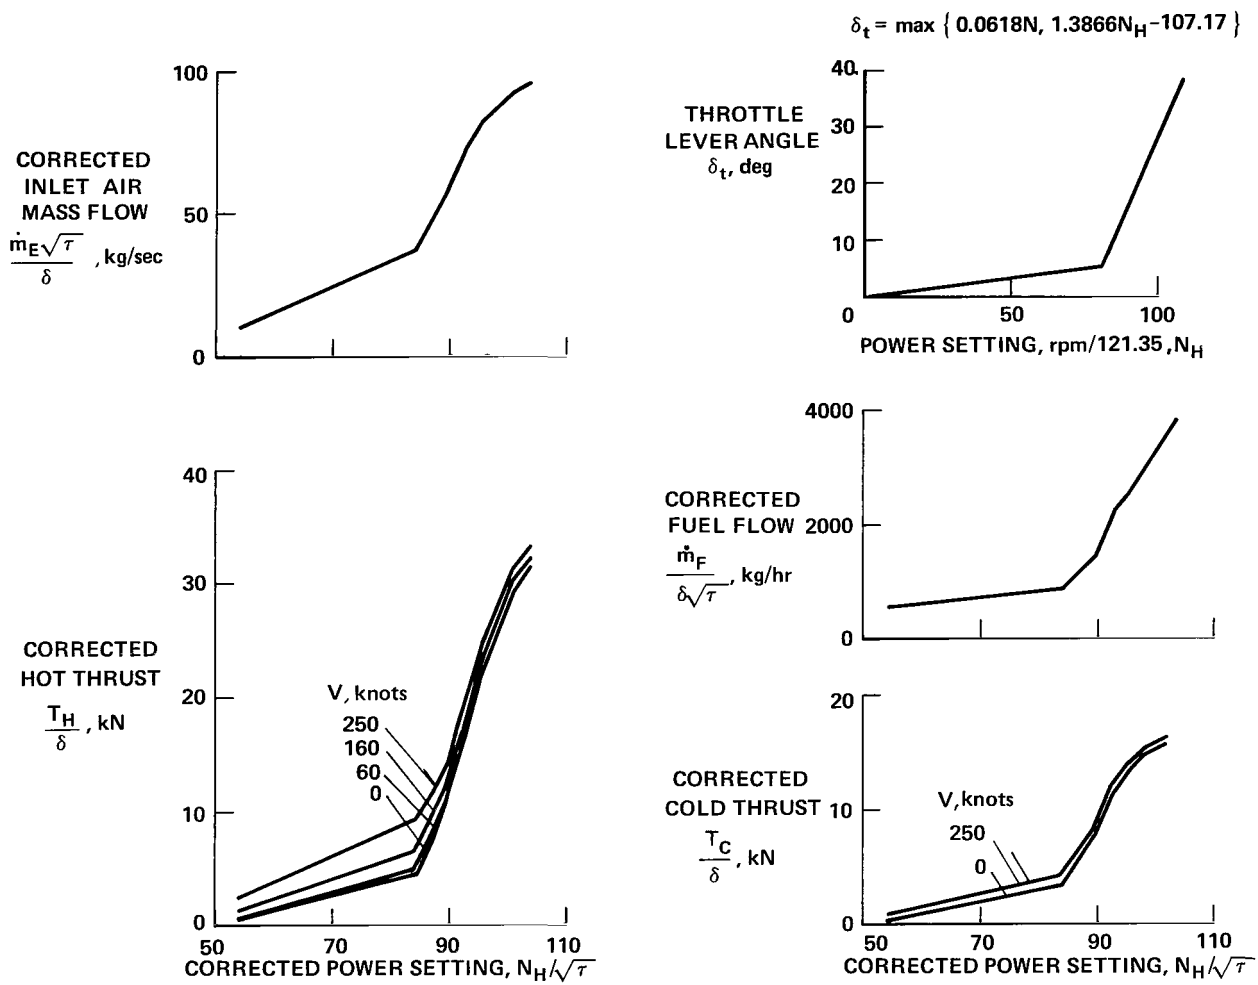 δt = max { 0.0618N, 1.3866NH−107.17 }
100
50
0
CORRECTED
INLET AIR
MASS FLOW
ṁE√τ / δ , kg/sec
40
30
20
10
0
50
100
THROTTLE
LEVER ANGLE
δt, deg
POWER SETTING, rpm/121.35 ,NH
40
30
20
10
0
50
70
90
110
CORRECTED
HOT THRUST
TH / δ , kN
V, knots
250
160
60
0
CORRECTED POWER SETTING, NH/√τ
4000
2000
0
CORRECTED
FUEL FLOW
ṁF / δ√τ , kg/hr
20
10
0
50
70
90
110
CORRECTED
COLD THRUST
TC / δ , kN
V, knots
250
0
CORRECTED POWER SETTING, NH/√τ